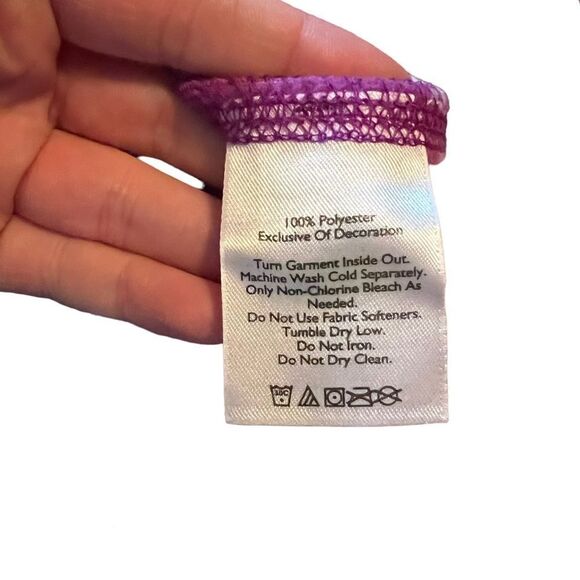 100% Polyester
Exclusive Of Decoration
Turn Garment Inside Out.
Machine Wash Cold Separately.
Only Non-Chlorine Bleach As
Needed.
Do Not Use Fabric Softeners.
Tumble Dry Low.
Do Not Iron.
Do Not Dry Clean.
30C